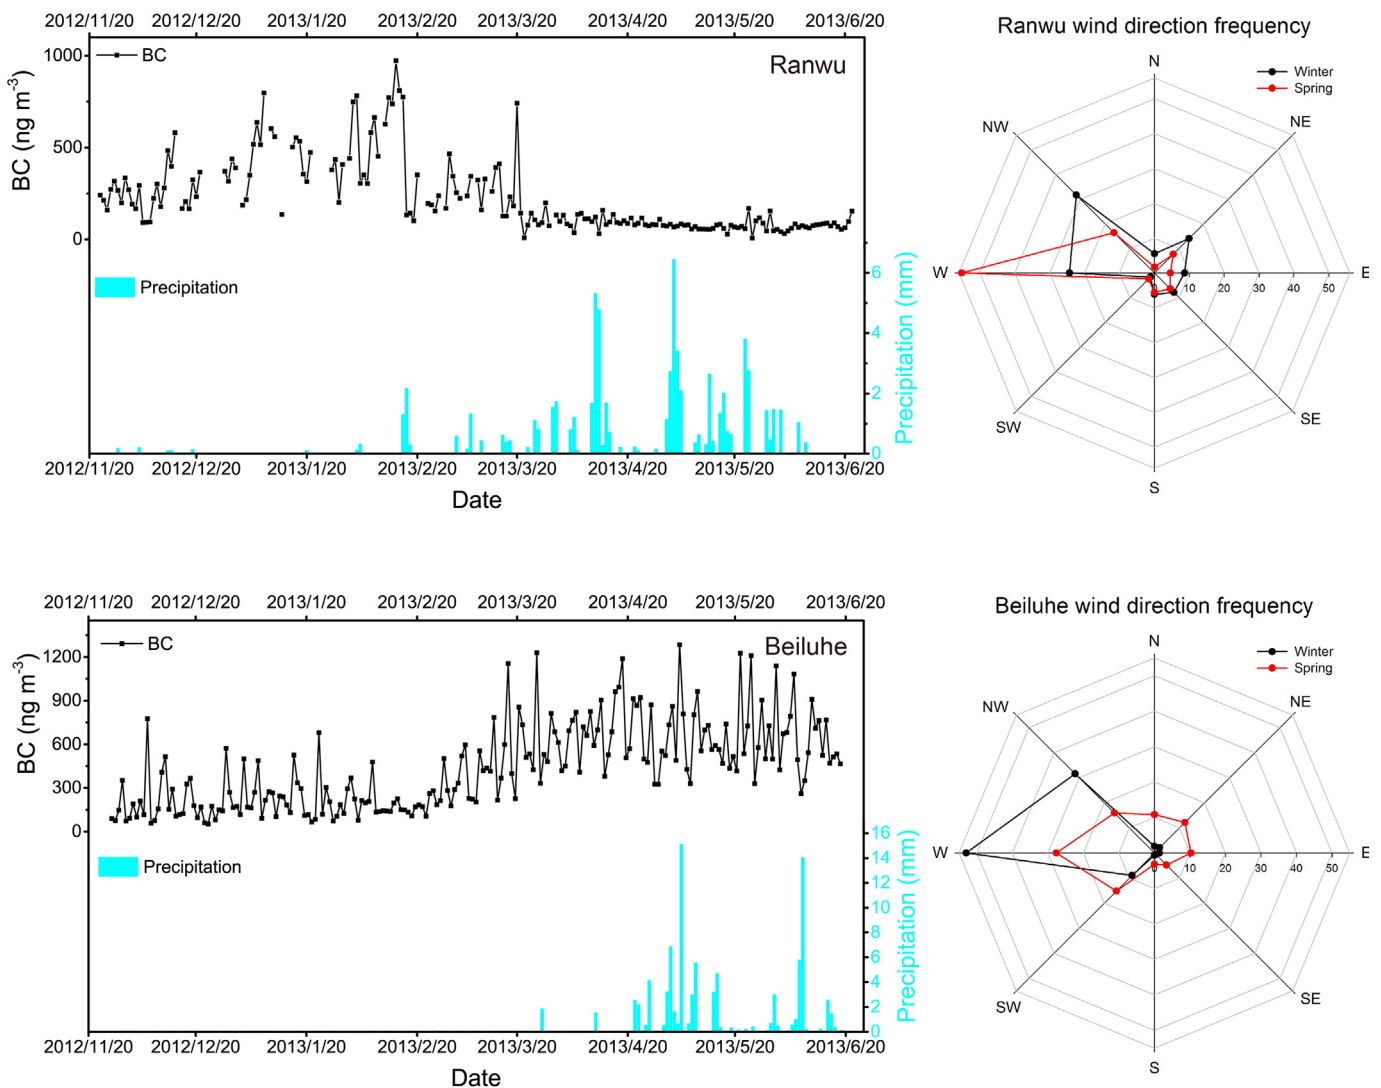 2012/11/20 2012/12/20 2013/1/20 2013/2/20 2013/3/20 2013/4/20 2013/5/20 2013/6/20
BC
Ranwu
1000
500
0
BC (ng m-3)
Precipitation
6
4
2
0
Precipitation (mm)
2012/11/20 2012/12/20 2013/1/20 2013/2/20 2013/3/20 2013/4/20 2013/5/20 2013/6/20
Date
Ranwu wind direction frequency
Winter
Spring
N
NW NE
W E
0 10 20 30 40 50
SW SE
S
2012/11/20 2012/12/20 2013/1/20 2013/2/20 2013/3/20 2013/4/20 2013/5/20 2013/6/20
BC
Beiluhe
1200
900
600
300
0
BC (ng m-3)
Precipitation
16
14
12
10
8
6
4
2
0
Precipitation (mm)
2012/11/20 2012/12/20 2013/1/20 2013/2/20 2013/3/20 2013/4/20 2013/5/20 2013/6/20
Date
Beiluhe wind direction frequency
Winter
Spring
N
NW NE
W E
0 10 20 30 40 50
SW SE
S